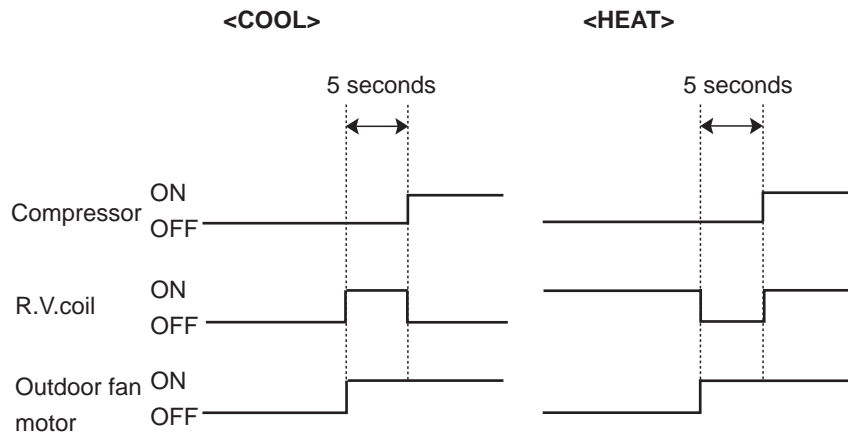 <COOL> <HEAT>
5 seconds 5 seconds
ON
Compressor
OFF
ON
R.V.coil
OFF
Outdoor fan ON
motor OFF